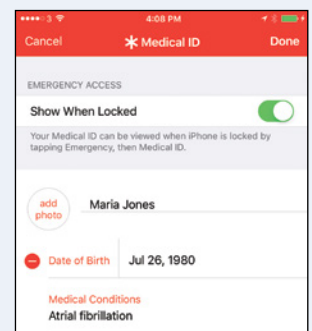 3 4:08 PM
Cancel Medical ID Done
EMERGENCY ACCESS
Show When Locked
Your Medical ID can be viewed when iPhone is locked by
tapping Emergency, then Medical ID.
add
photo
Maria Jones
Date of Birth Jul 26, 1980
Medical Conditions
Atrial fibrillation